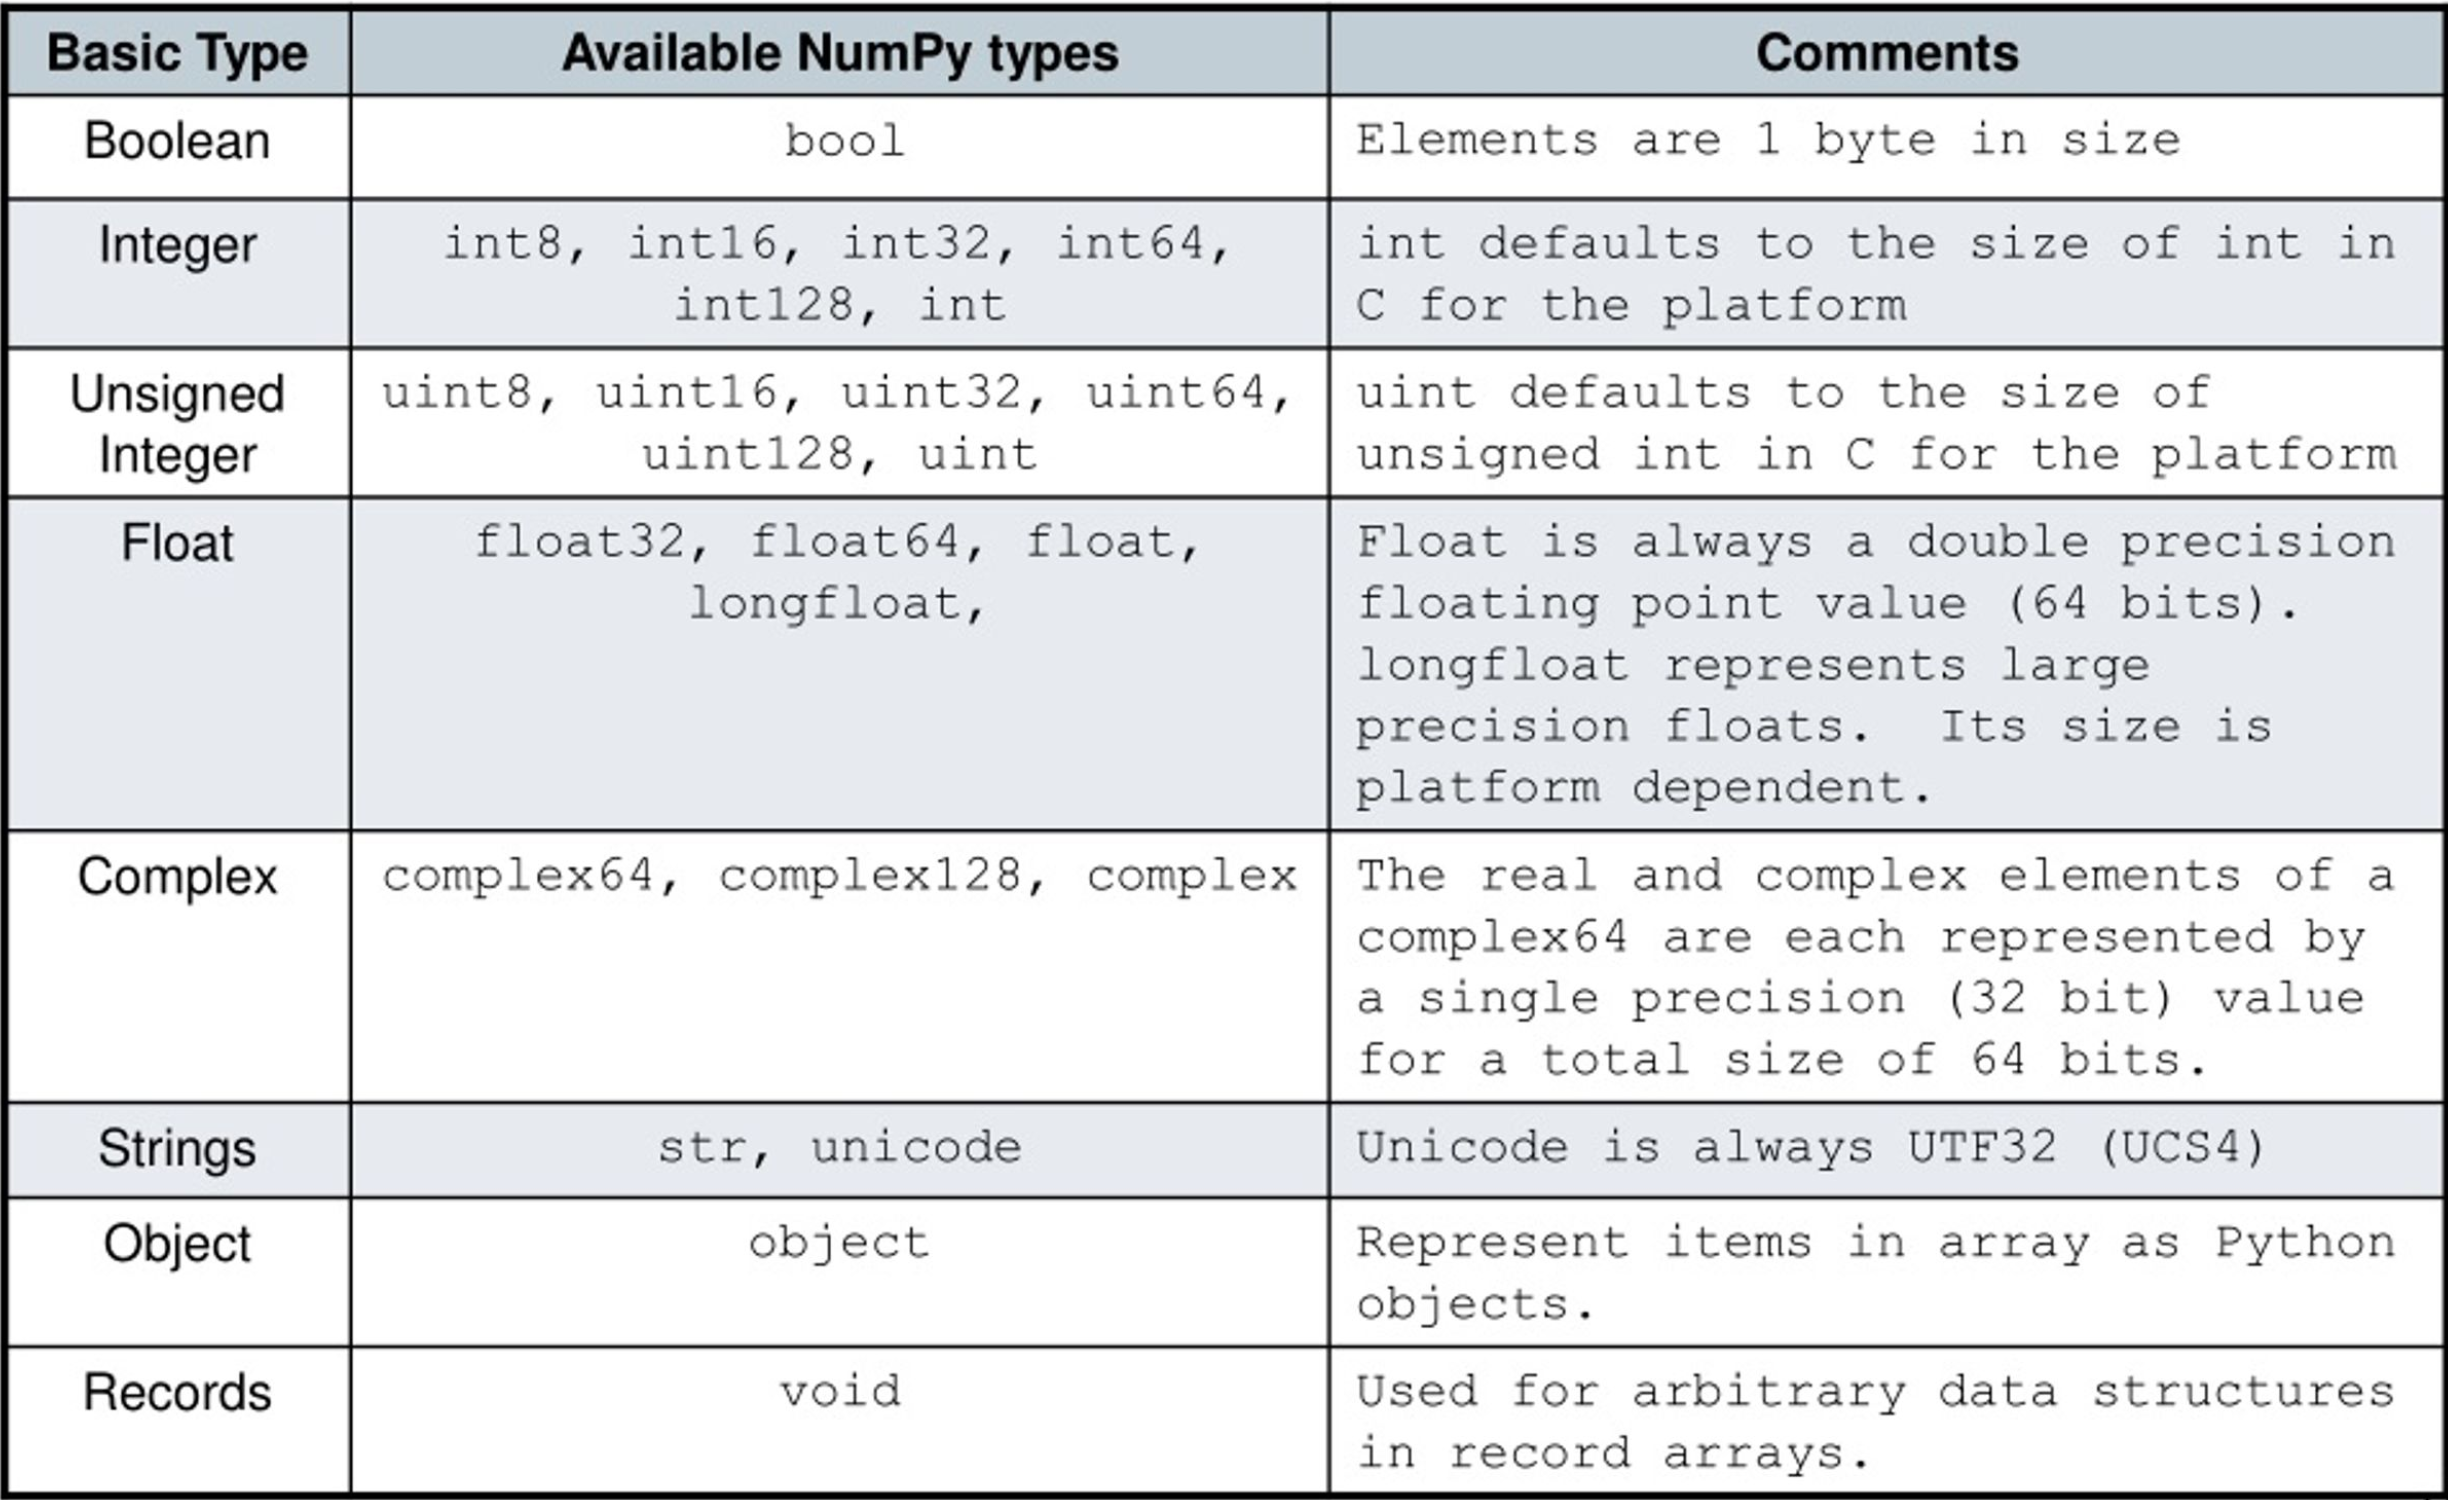 Basic Type Available NumPy types Comments
Boolean bool Elements are 1 byte in size
Integer int8, int16, int32, int64, int defaults to the size of int in
int128, int C for the platform
Unsigned uint8, uint16, uint32, uint64, uint defaults to the size of
Integer uint128, uint unsigned int in C for the platform
Float float32, float64, float, Float is always a double precision
longfloat, floating point value (64 bits).
longfloat represents large
precision floats. Its size is
platform dependent.
Complex complex64, complex128, complex The real and complex elements of a
complex64 are each represented by
a single precision (32 bit) value
for a total size of 64 bits.
Strings str, unicode Unicode is always UTF32 (UCS4)
Object object Represent items in array as Python
objects.
Records void Used for arbitrary data structures
in record arrays.